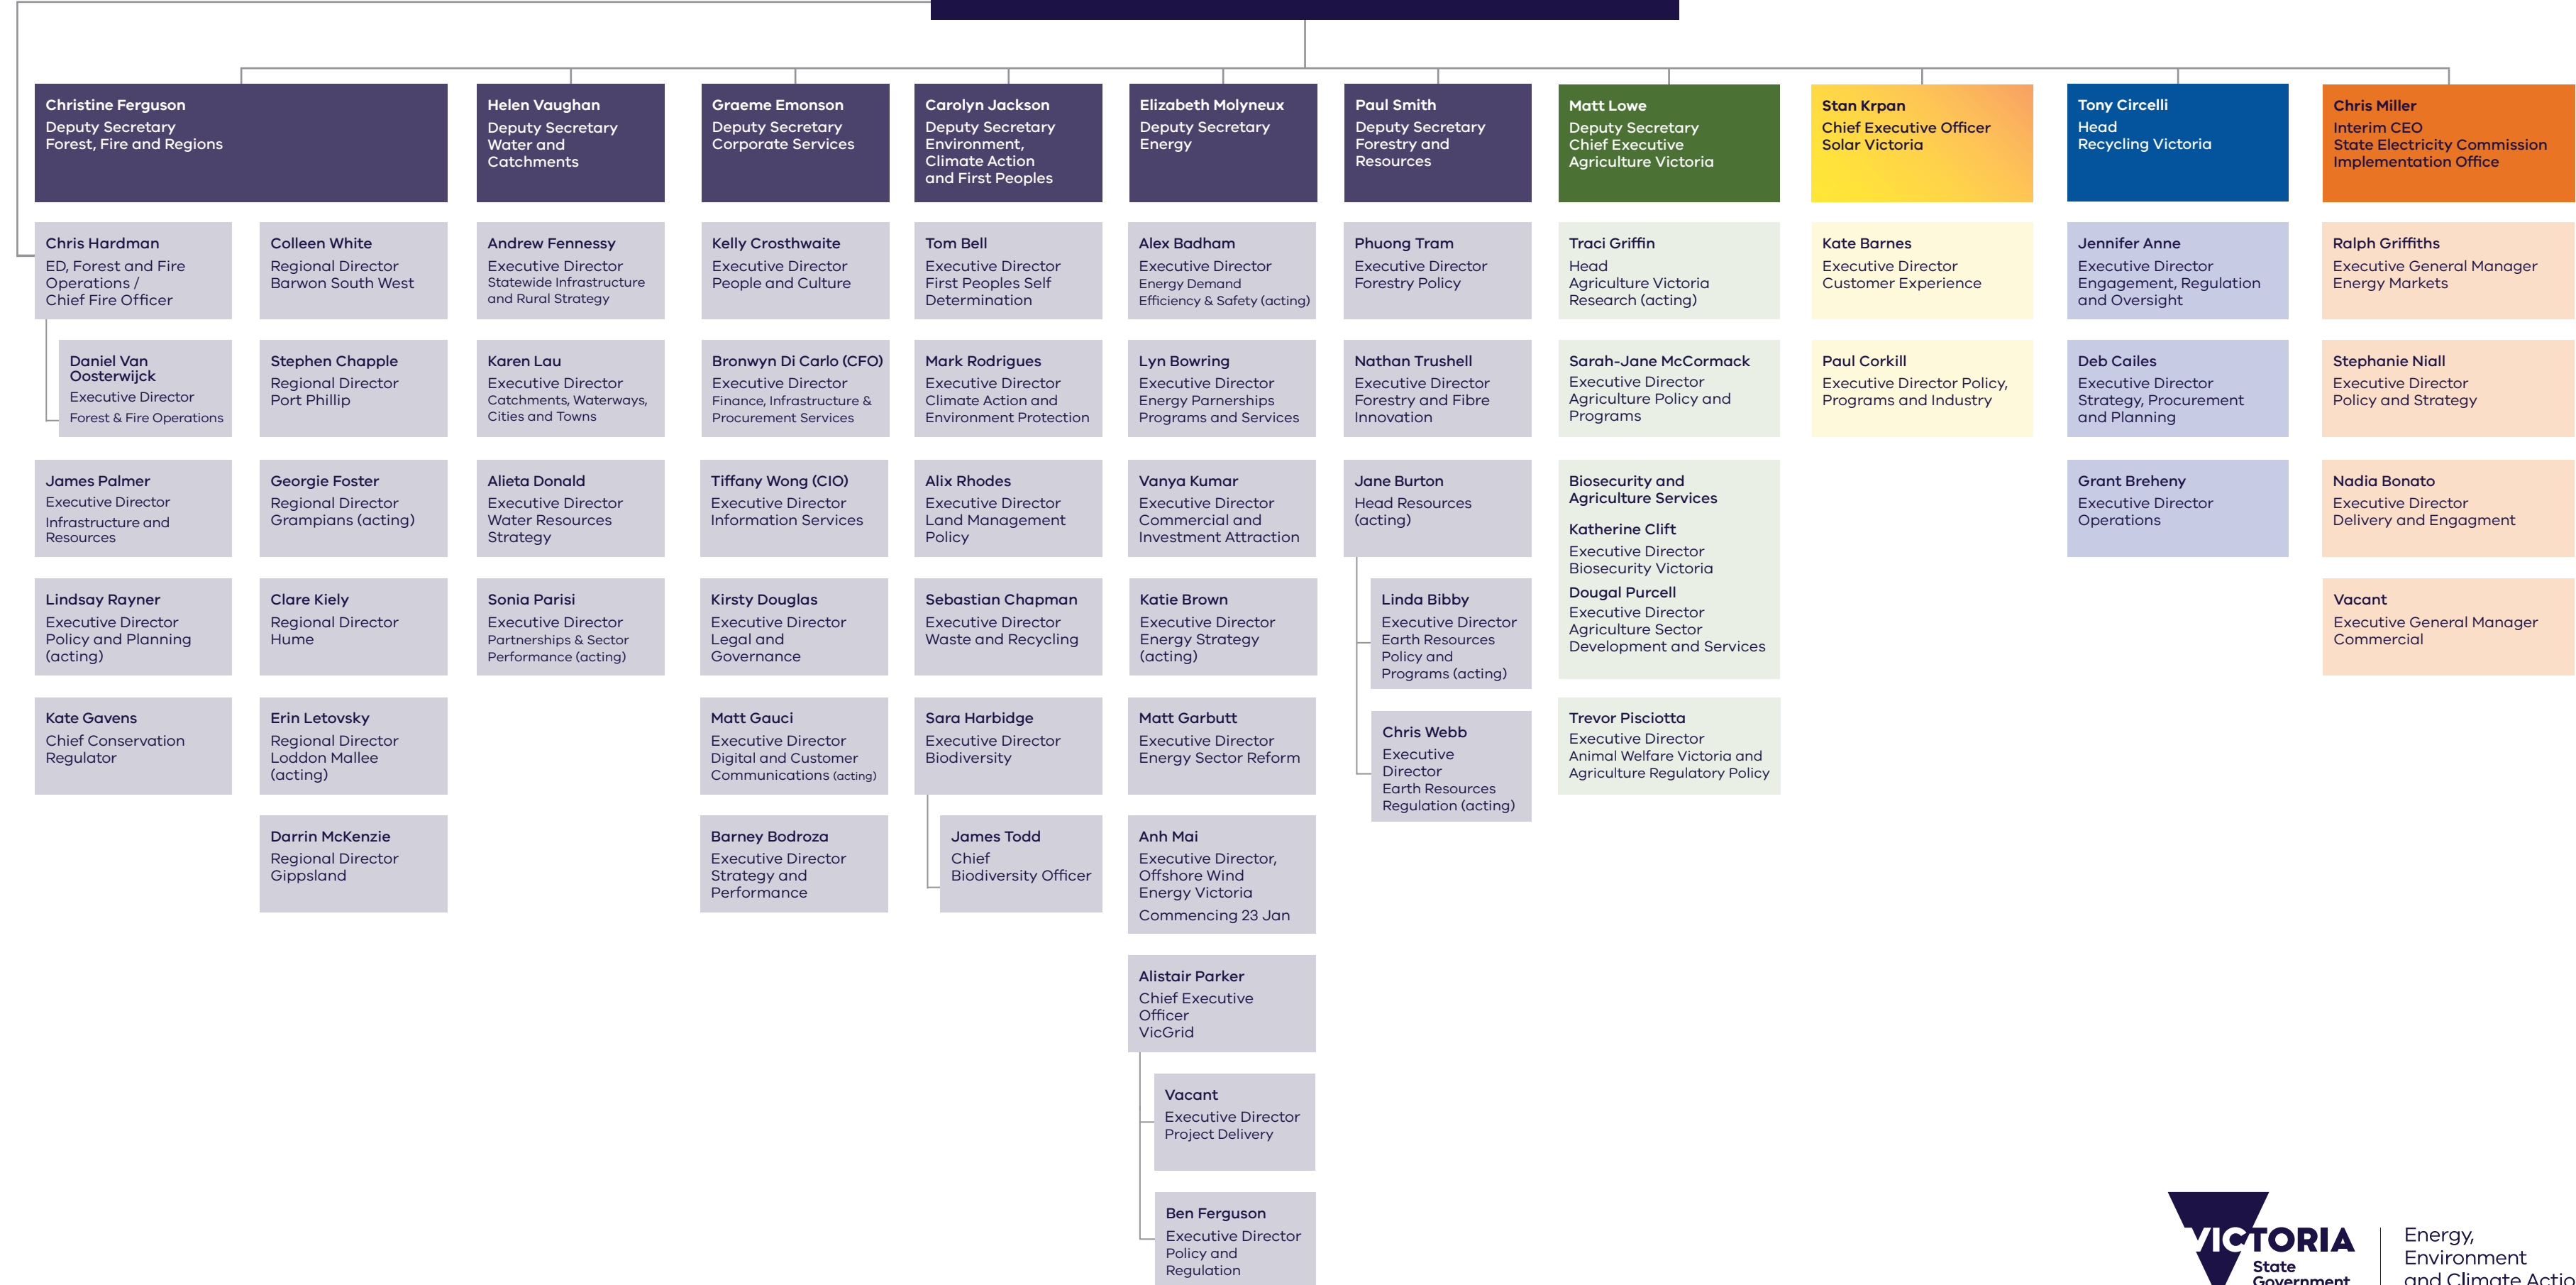 Christine Ferguson
Deputy Secretary
Forest, Fire and Regions
Helen Vaughan
Deputy Secretary
Water and
Catchments
Graeme Emonson
Deputy Secretary
Corporate Services
Carolyn Jackson
Deputy Secretary
Environment,
Climate Action
and First Peoples
Elizabeth Molyneux
Deputy Secretary
Energy
Paul Smith
Deputy Secretary
Forestry and
Resources
Matt Lowe
Deputy Secretary
Chief Executive
Agriculture Victoria
Stan Krpan
Chief Executive Officer
Solar Victoria
Tony Circelli
Head
Recycling Victoria
Chris Miller
Interim CEO
State Electricity Commission
Implementation Office
Chris Hardman
ED, Forest and Fire
Operations /
Chief Fire Officer
Daniel Van
Oosterwijck
Executive Director
Forest & Fire Operations
James Palmer
Executive Director
Infrastructure and
Resources
Lindsay Rayner
Executive Director
Policy and Planning
(acting)
Kate Gavens
Chief Conservation
Regulator
Colleen White
Regional Director
Barwon South West
Stephen Chapple
Regional Director
Port Phillip
Georgie Foster
Regional Director
Grampians (acting)
Clare Kiely
Regional Director
Hume
Erin Letovsky
Regional Director
Loddon Mallee
(acting)
Darrin McKenzie
Regional Director
Gippsland
Andrew Fennessy
Executive Director
Statewide Infrastructure
and Rural Strategy
Karen Lau
Executive Director
Catchments, Waterways,
Cities and Towns
Alieta Donald
Executive Director
Water Resources
Strategy
Sonia Parisi
Executive Director
Partnerships & Sector
Performance (acting)
Kelly Crosthwaite
Executive Director
People and Culture
Bronwyn Di Carlo (CFO)
Executive Director
Finance, Infrastructure &
Procurement Services
Tiffany Wong (CIO)
Executive Director
Information Services
Kirsty Douglas
Executive Director
Legal and
Governance
Matt Gauci
Executive Director
Digital and Customer
Communications (acting)
Barney Bodroza
Executive Director
Strategy and
Performance
Tom Bell
Executive Director
First Peoples Self
Determination
Mark Rodrigues
Executive Director
Climate Action and
Environment Protection
Alix Rhodes
Executive Director
Land Management
Policy
Sebastian Chapman
Executive Director
Waste and Recycling
Sara Harbidge
Executive Director
Biodiversity
James Todd
Chief
Biodiversity Officer
Alex Badham
Executive Director
Energy Demand
Efficiency & Safety (acting)
Lyn Bowring
Executive Director
Energy Parnerships
Programs and Services
Vanya Kumar
Executive Director
Commercial and
Investment Attraction
Katie Brown
Executive Director
Energy Strategy
(acting)
Matt Garbutt
Executive Director
Energy Sector Reform
Anh Mai
Executive Director,
Offshore Wind
Energy Victoria
Commencing 23 Jan
Alistair Parker
Chief Executive
Officer
VicGrid
Vacant
Executive Director
Project Delivery
Ben Ferguson
Executive Director
Policy and
Regulation
Phuong Tram
Executive Director
Forestry Policy
Nathan Trushell
Executive Director
Forestry and Fibre
Innovation
Jane Burton
Head Resources
(acting)
Linda Bibby
Executive Director
Earth Resources
Policy and
Programs (acting)
Chris Webb
Executive
Director
Earth Resources
Regulation (acting)
Traci Griffin
Head
Agriculture Victoria
Research (acting)
Sarah-Jane McCormack
Executive Director
Agriculture Policy and
Programs
Biosecurity and
Agriculture Services
Katherine Clift
Executive Director
Biosecurity Victoria
Dougal Purcell
Executive Director
Agriculture Sector
Development and Services
Trevor Pisciotta
Executive Director
Animal Welfare Victoria and
Agriculture Regulatory Policy
Kate Barnes
Executive Director
Customer Experience
Paul Corkill
Executive Director Policy,
Programs and Industry
Jennifer Anne
Executive Director
Engagement, Regulation
and Oversight
Deb Cailes
Executive Director
Strategy, Procurement
and Planning
Grant Breheny
Executive Director
Operations
Ralph Griffiths
Executive General Manager
Energy Markets
Stephanie Niall
Executive Director
Policy and Strategy
Nadia Bonato
Executive Director
Delivery and Engagment
Vacant
Executive General Manager
Commercial
VICTORIA
State
Government
Energy,
Environment
and Climate Actio